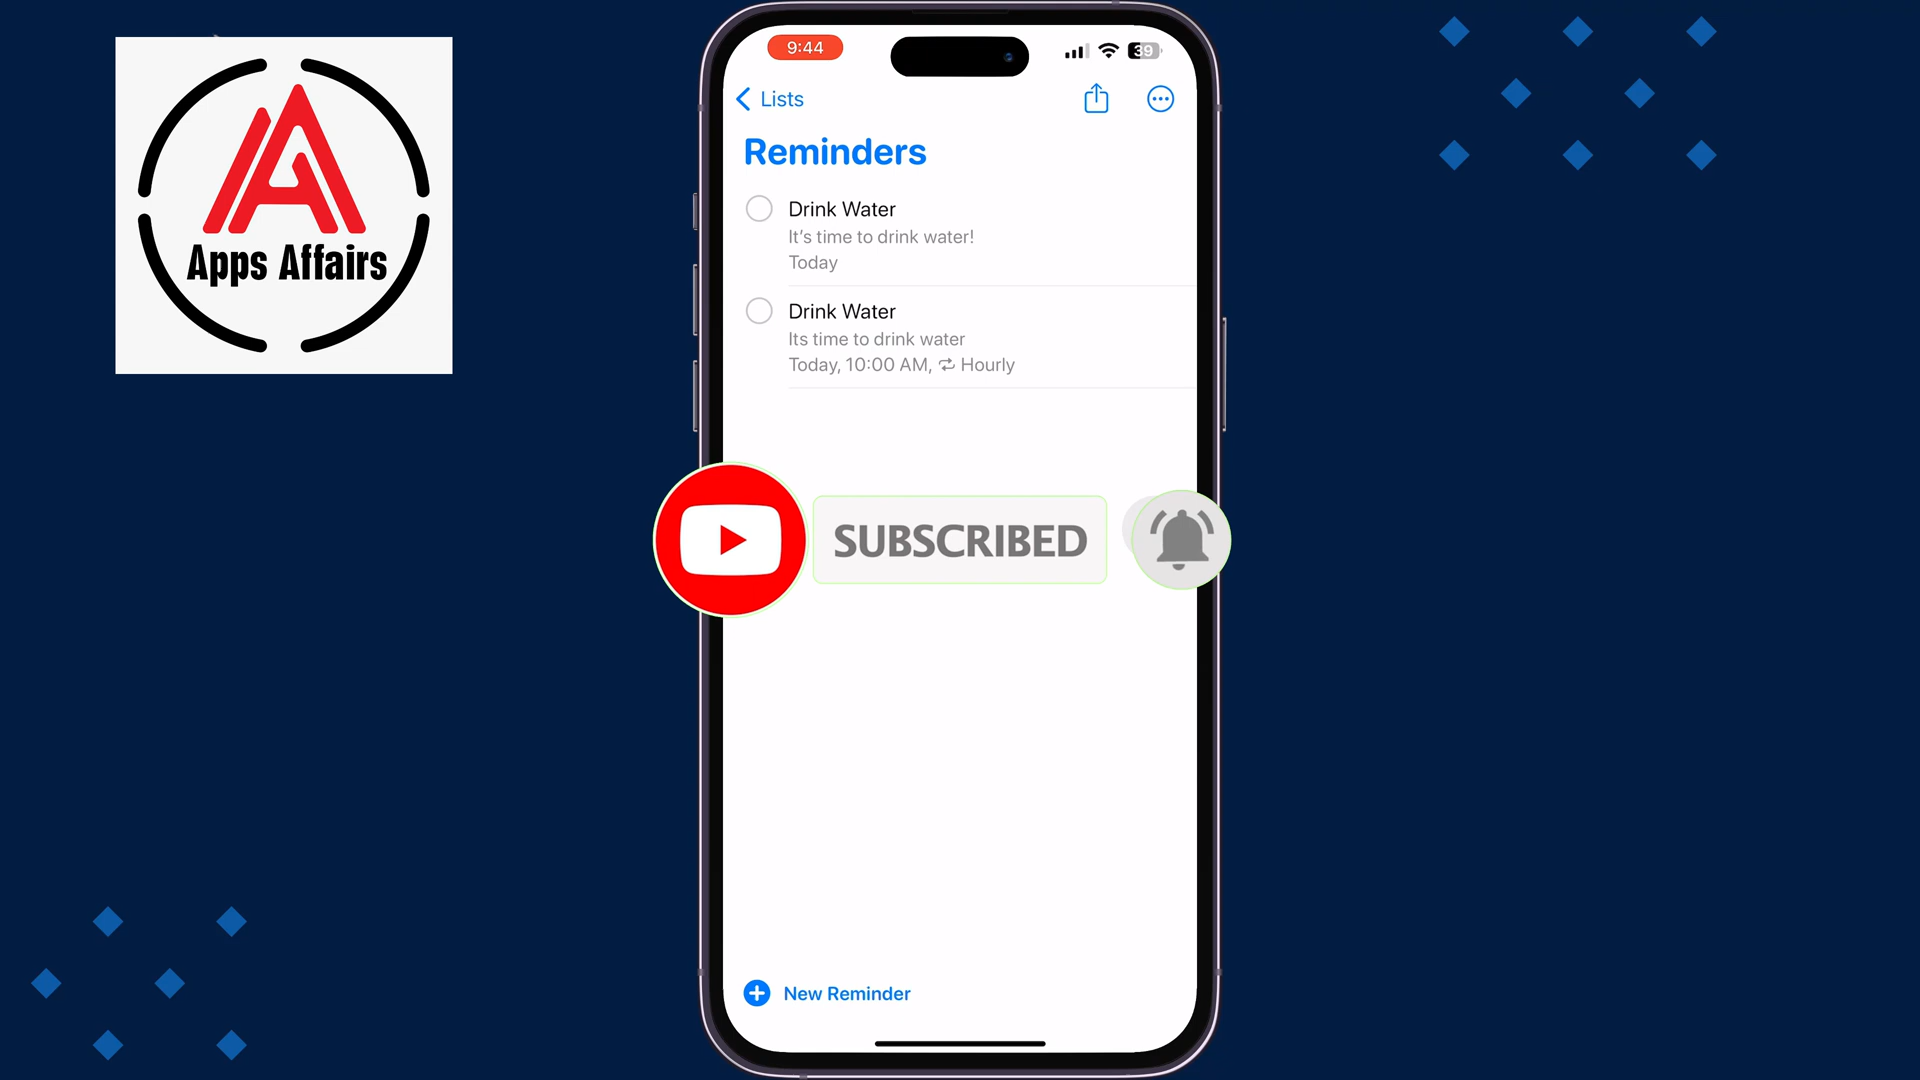 Apps Affairs
9:44
39
Lists
Reminders
Drink Water
It's time to drink water!
Today
Drink Water
Its time to drink water
Today, 10:00 AM, Hourly
SUBSCRIBED
New Reminder